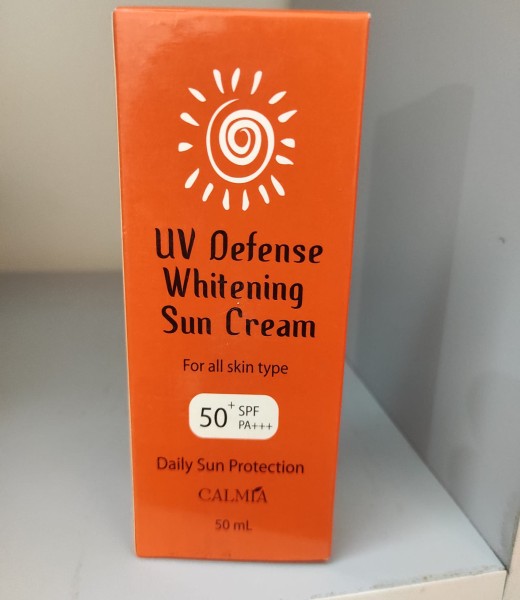 UV Defense
Whitening
Sun Cream
For all skin type
50+ SPF
PA+++
Daily Sun Protection
CALMIA
50 mL